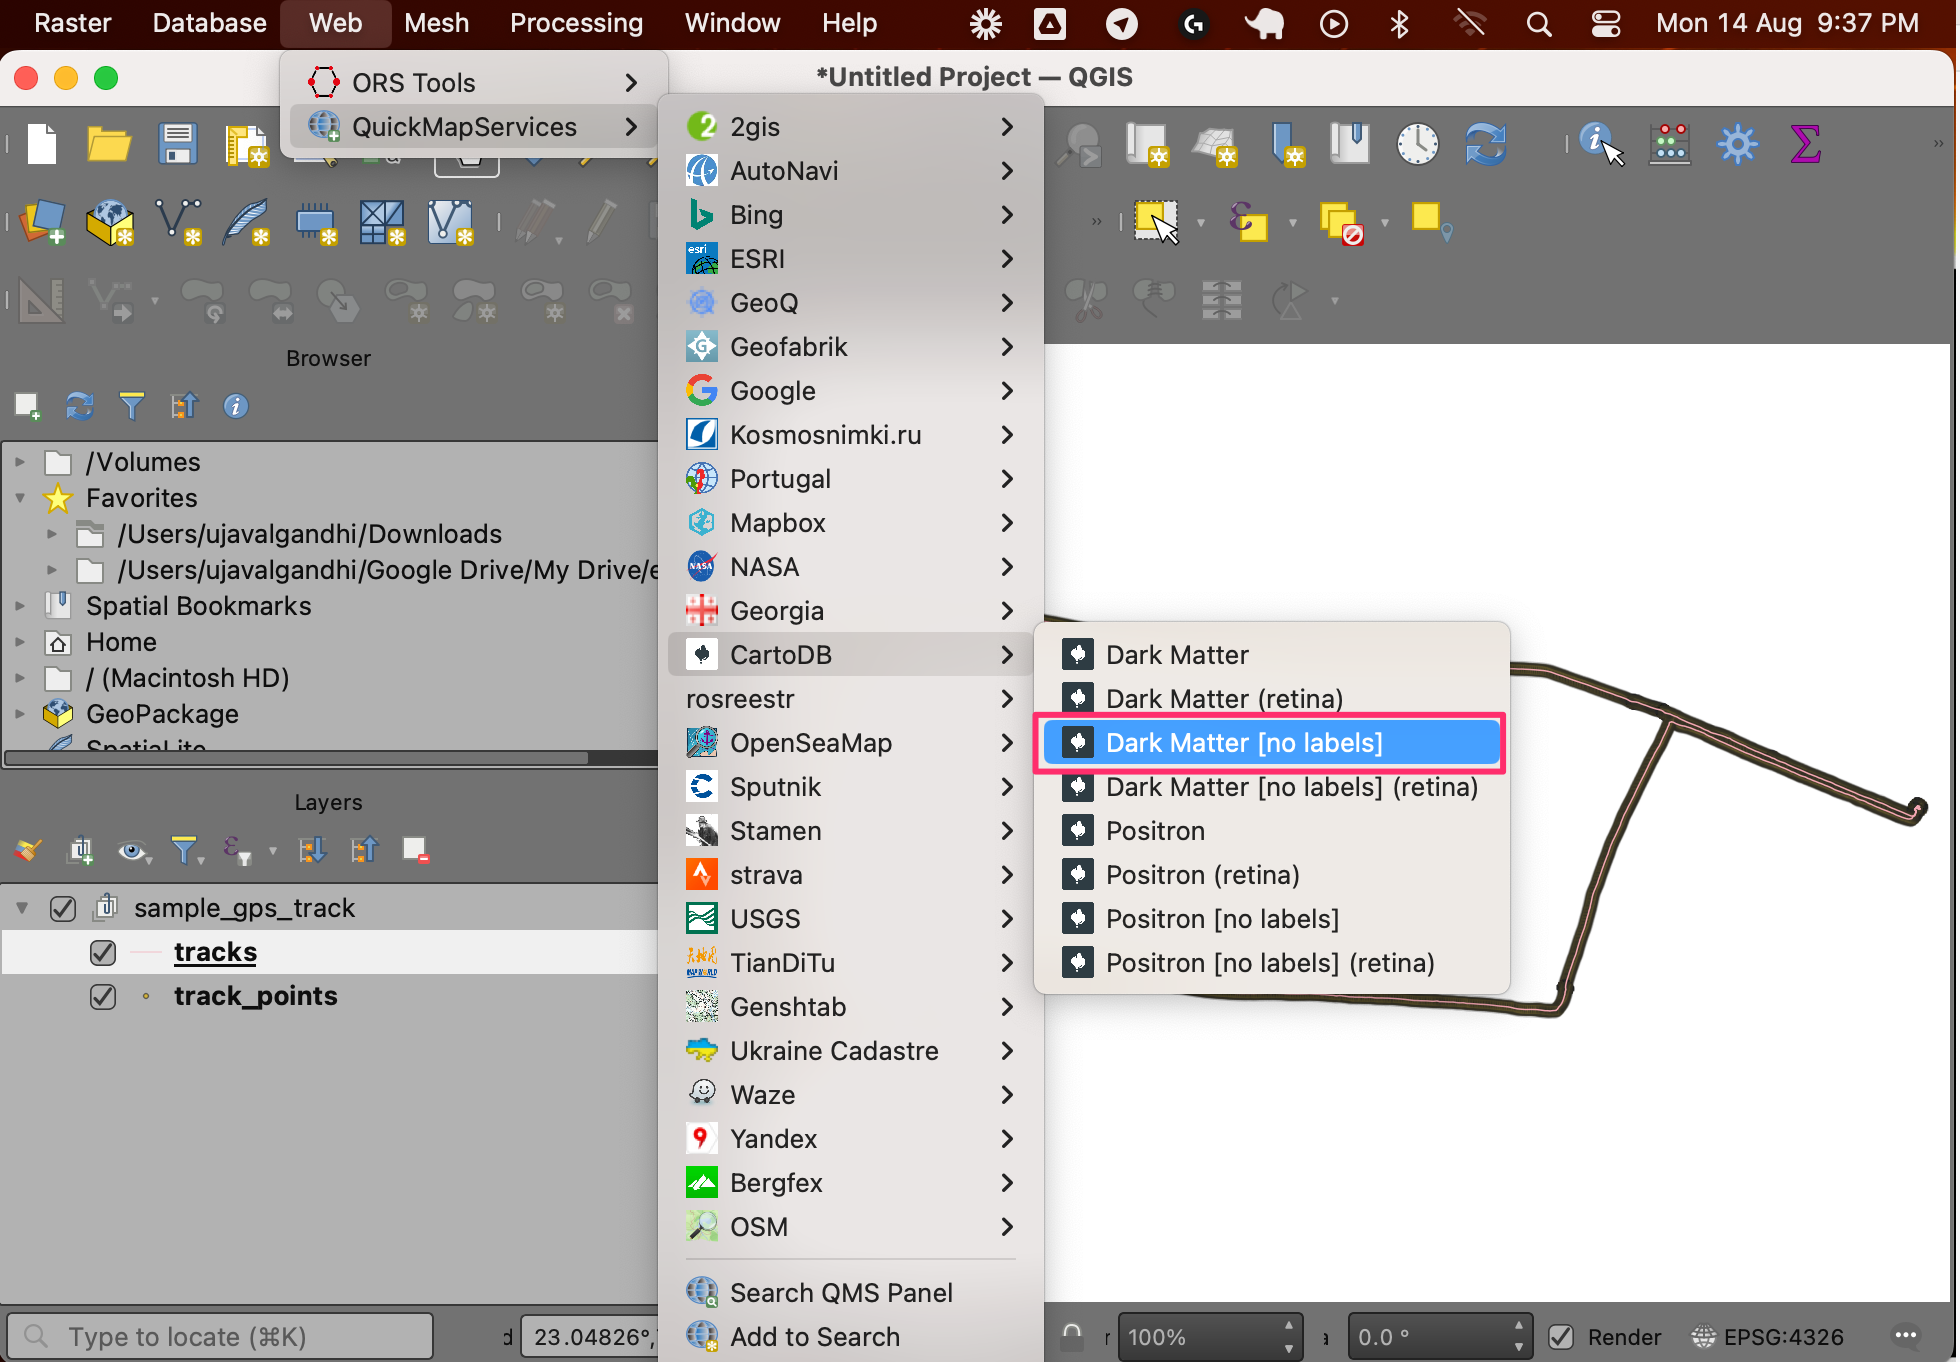 Raster Database Web Mesh Processing Window Help Mon 14 Aug 9:37 PM
*Untitled Project — QGIS
ORS Tools
QuickMapServices
2gis
AutoNavi
Bing
ESRI
GeoQ
Geofabrik
Google
Kosmosnimki.ru
Portugal
Mapbox
NASA
Georgia
CartoDB
rosreestr
OpenSeaMap
Sputnik
Stamen
strava
USGS
TianDiTu
Genshtab
Ukraine Cadastre
Waze
Yandex
Bergfex
OSM
Search QMS Panel
Add to Search
Dark Matter
Dark Matter (retina)
Dark Matter [no labels]
Dark Matter [no labels] (retina)
Positron
Positron (retina)
Positron [no labels]
Positron [no labels] (retina)
Browser
/Volumes
Favorites
/Users/ujavalgandhi/Downloads
/Users/ujavalgandhi/Google Drive/My Drive/e
Spatial Bookmarks
Home
/ (Macintosh HD)
GeoPackage
SpatiaLite
Layers
sample_gps_track
tracks
track_points
Type to locate (⌘K) d 23.04826°, r 100% a 0.0 ° Render EPSG:4326